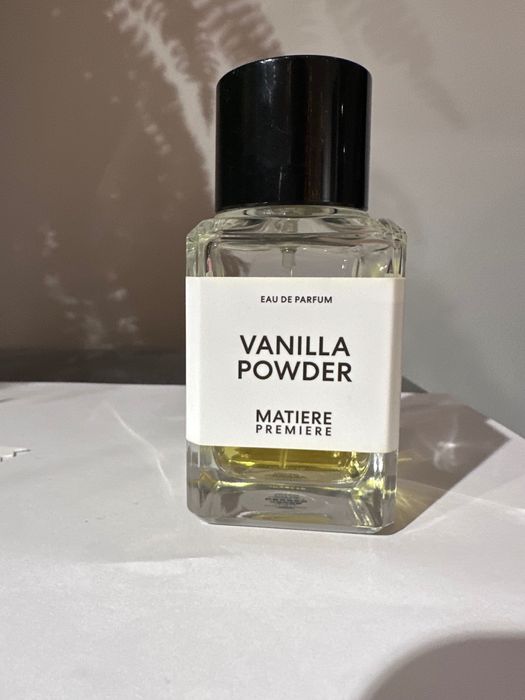 EAU DE PARFUM
VANILLA
POWDER
MATIERE
PREMIERE